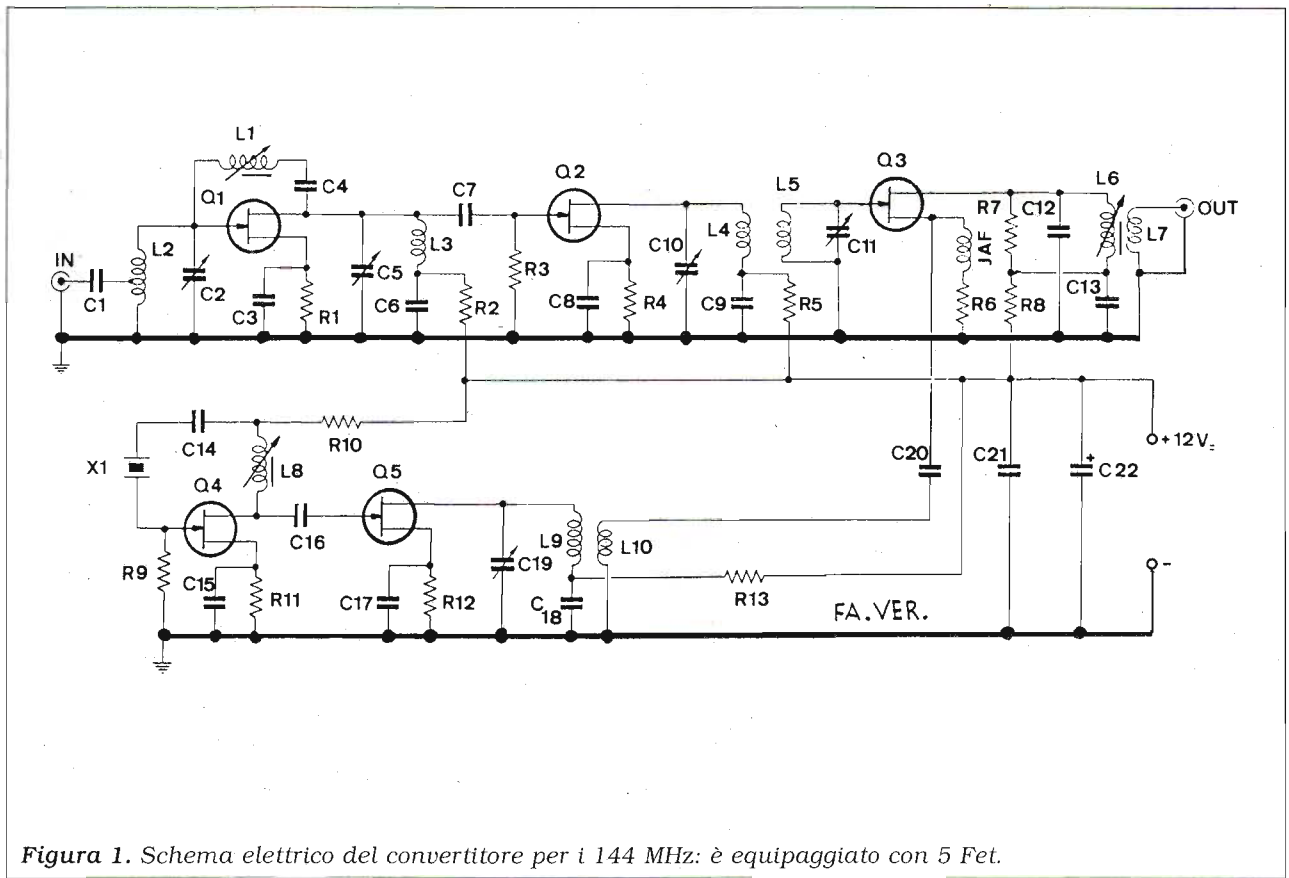 L1
Q1
C4
C7
Q2
L5
Q3
L6
IN
L2
C2
C1
C3
R1
C5
L3
C6
R2
R3
C8
R4
C10
L4
C9
R5
C11
JAF
R6
R7
C12
R8
C13
L7
OUT
C14
R10
X1
L8
Q4
Q5
C16
R9
C15
R11
C17
R12
C19
L9
L10
C18
R13
C20
C21
+
C22
+12V=
-
FA.VER.
Figura 1. Schema elettrico del convertitore per i 144 MHz: è equipaggiato con 5 Fet.